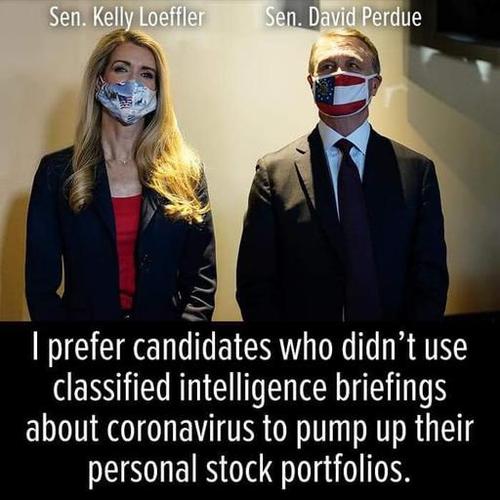 Sen. Kelly Loeffler Sen. David Perdue
I prefer candidates who didn't use
classified intelligence briefings
about coronavirus to pump up their
personal stock portfolios.